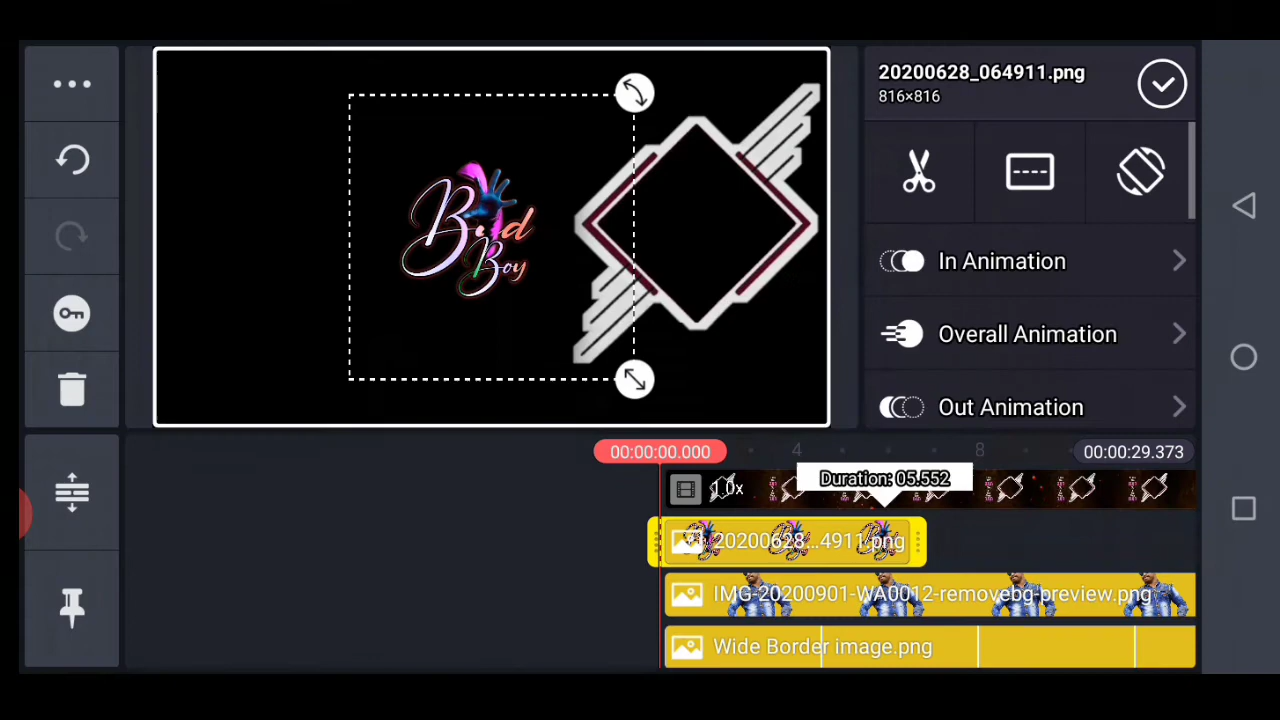 20200628_064911.png
816×816
Bad
Boy
In Animation
Overall Animation
Out Animation
00:00:00.000
4
8
00:00:29.373
Duration: 05.552
1.0x
20200628...4911.png
IMG-20200901-WA0012-removebg-preview.png
Wide Border image.png